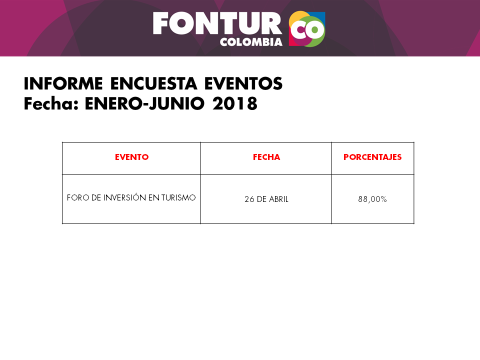 FONTUR CO
COLOMBIA
INFORME ENCUESTA EVENTOS
Fecha: ENERO-JUNIO 2018
EVENTO FECHA PORCENTAJES
FORO DE INVERSIÓN EN TURISMO 26 DE ABRIL 88,00%